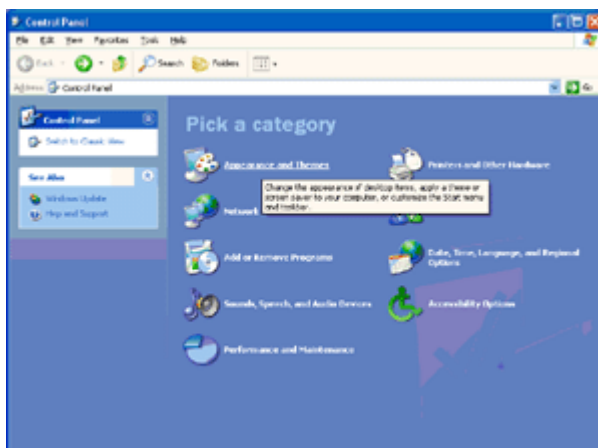 Control Panel
File Edit View Favorites Tools Help
Back Search Folders
Address Control Panel Go
Control Panel
Switch to Classic View
See Also
Windows Update
Help and Support
Pick a category
Appearance and Themes
Printers and Other Hardware
Change the appearance of desktop items, apply a theme or
screen saver to your computer, or customize the Start menu
and taskbar.
Network
Add or Remove Programs
Date, Time, Language, and Regional
Options
Sounds, Speech, and Audio Devices
Accessibility Options
Performance and Maintenance